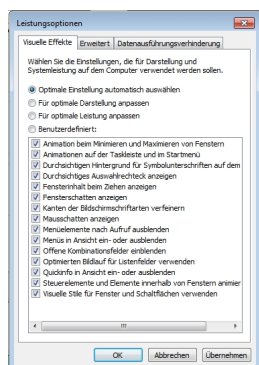 Leistungsoptionen
Visuelle Effekte Erweitert Datenausführungsverhinderung
Wählen Sie die Einstellungen, die für Darstellung und
Systemleistung auf dem Computer verwendet werden sollen.
Optimale Einstellung automatisch auswählen
Für optimale Darstellung anpassen
Für optimale Leistung anpassen
Benutzerdefiniert:
Animation beim Minimieren und Maximieren von Fenstern
Animationen auf der Taskleiste und im Startmenü
Durchsichtigen Hintergrund für Symbolunterschriften auf dem
Durchsichtiges Auswahlrechteck anzeigen
Fensterinhalt beim Ziehen anzeigen
Fensterschatten anzeigen
Kanten der Bildschirmschriftarten verfeinern
Mausschatten anzeigen
Menüelemente nach Aufruf ausblenden
Menüs in Ansicht ein- oder ausblenden
Offene Kombinationsfelder einblenden
Optimierten Bildlauf für Listenfelder verwenden
Quickinfo in Ansicht ein- oder ausblenden
Steuerelemente und Elemente innerhalb von Fenstern animier
Visuelle Stile für Fenster und Schaltflächen verwenden
OK Abbrechen Übernehmen